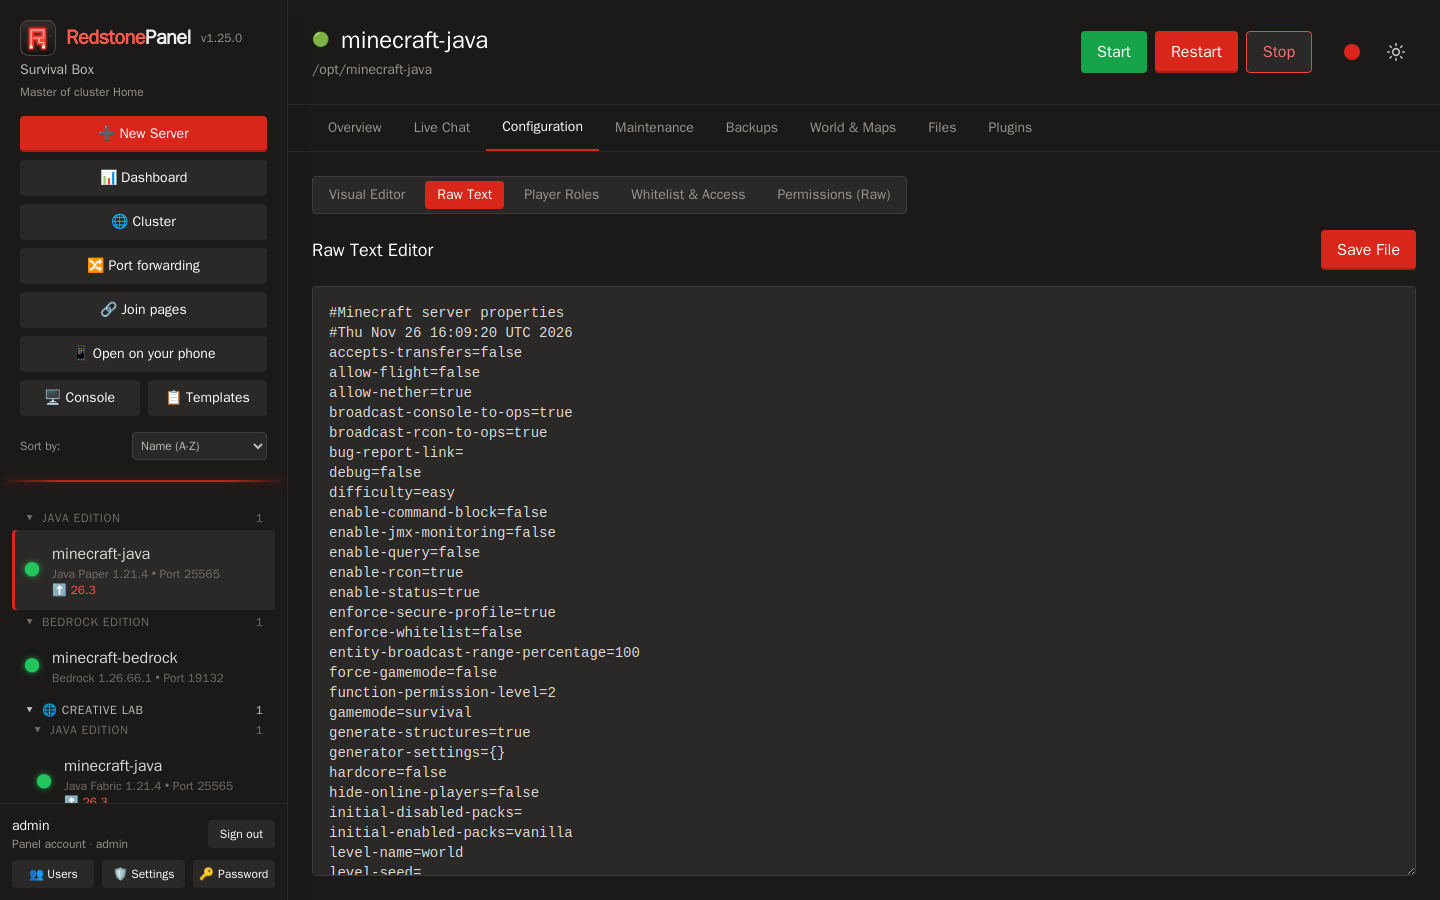 RedstonePanel v1.25.0
Survival Box
Master of cluster Home
New Server
Dashboard
Cluster
Port forwarding
Join pages
Open on your phone
Console
Templates
Sort by:
Name (A-Z)
JAVA EDITION 1
minecraft-java
Java Paper 1.21.4 • Port 25565
26.3
BEDROCK EDITION 1
minecraft-bedrock
Bedrock 1.26.66.1 • Port 19132
CREATIVE LAB 1
JAVA EDITION 1
minecraft-java
Java Fabric 1.21.4 • Port 25565
26.3
admin
Panel account · admin
Sign out
Users
Settings
Password
minecraft-java
/opt/minecraft-java
Start
Restart
Stop
Overview
Live Chat
Configuration
Maintenance
Backups
World & Maps
Files
Plugins
Visual Editor
Raw Text
Player Roles
Whitelist & Access
Permissions (Raw)
Raw Text Editor
Save File
#Minecraft server properties
#Thu Nov 26 16:09:20 UTC 2026
accepts-transfers=false
allow-flight=false
allow-nether=true
broadcast-console-to-ops=true
broadcast-rcon-to-ops=true
bug-report-link=
debug=false
difficulty=easy
enable-command-block=false
enable-jmx-monitoring=false
enable-query=false
enable-rcon=true
enable-status=true
enforce-secure-profile=true
enforce-whitelist=false
entity-broadcast-range-percentage=100
force-gamemode=false
function-permission-level=2
gamemode=survival
generate-structures=true
generator-settings={}
hardcore=false
hide-online-players=false
initial-disabled-packs=
initial-enabled-packs=vanilla
level-name=world
level-seed=